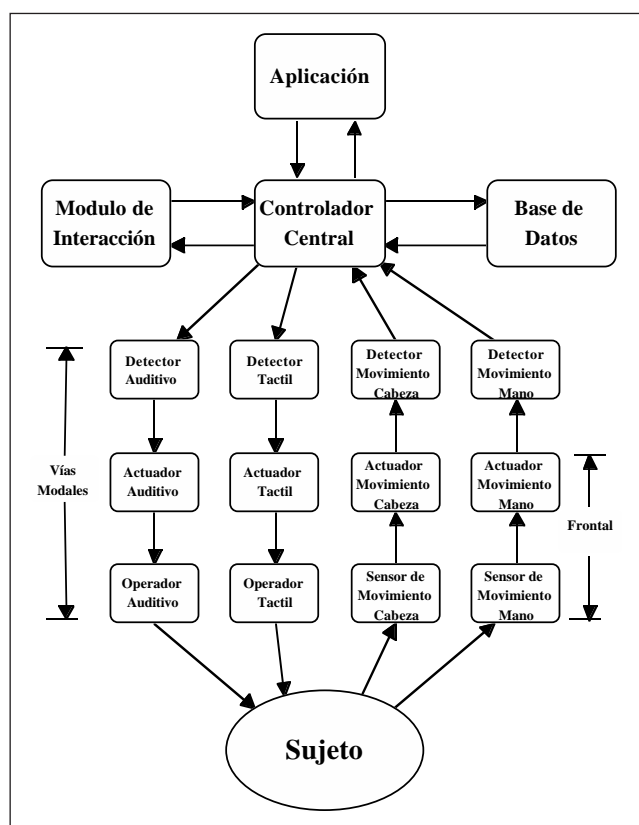 Aplicación
Modulo de
Interacción
Controlador
Central
Base de
Datos
Detector
Auditivo
Detector
Tactil
Detector
Movimiento
Cabeza
Detector
Movimiento
Mano
Vías
Modales
Actuador
Auditivo
Actuador
Tactil
Actuador
Movimiento
Cabeza
Actuador
Movimiento
Mano
Frontal
Operador
Auditivo
Operador
Tactil
Sensor de
Movimiento
Cabeza
Sensor de
Movimiento
Mano
Sujeto